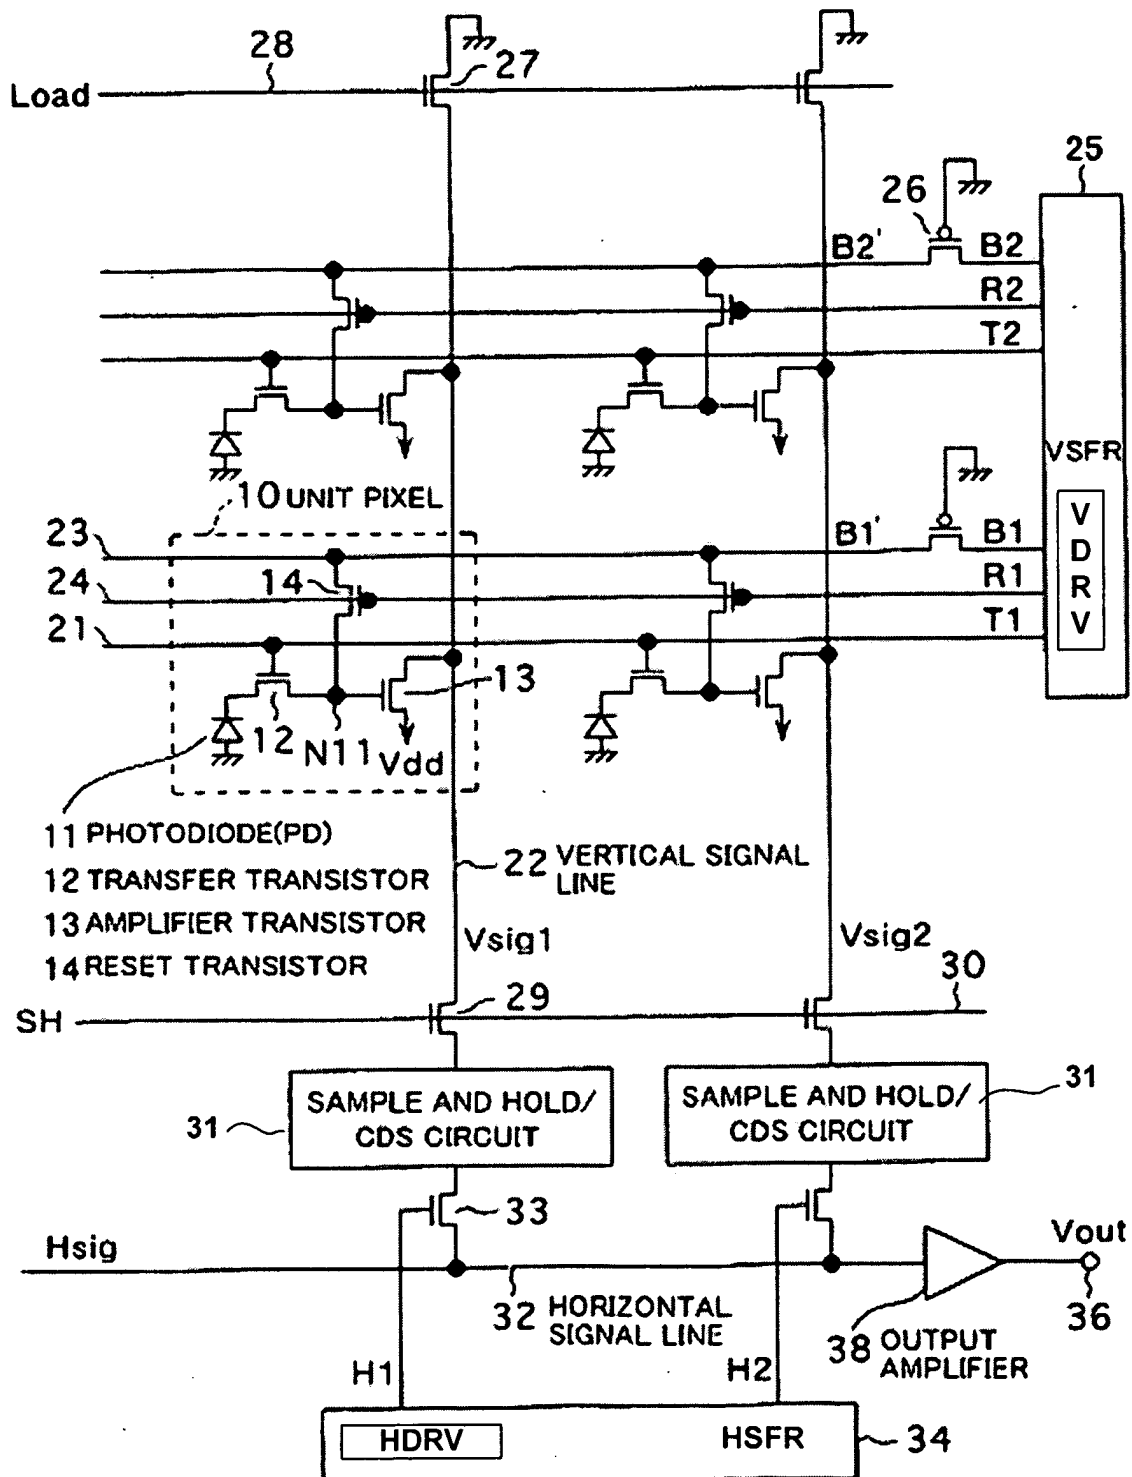 28
27
Load
25
26
B2'
B2
R2
T2
VSFR
10 UNIT PIXEL
23
B1'
B1
V
D
R
V
24
14
R1
21
T1
13
12
N11
Vdd
11 PHOTODIODE(PD)
12 TRANSFER TRANSISTOR
13 AMPLIFIER TRANSISTOR
14 RESET TRANSISTOR
22 VERTICAL SIGNAL
LINE
Vsig1
Vsig2
30
SH
29
SAMPLE AND HOLD/
CDS CIRCUIT
31
SAMPLE AND HOLD/
CDS CIRCUIT
31
33
Hsig
Vout
32 HORIZONTAL
SIGNAL LINE
36
38 OUTPUT
AMPLIFIER
H1
H2
HDRV
HSFR
34